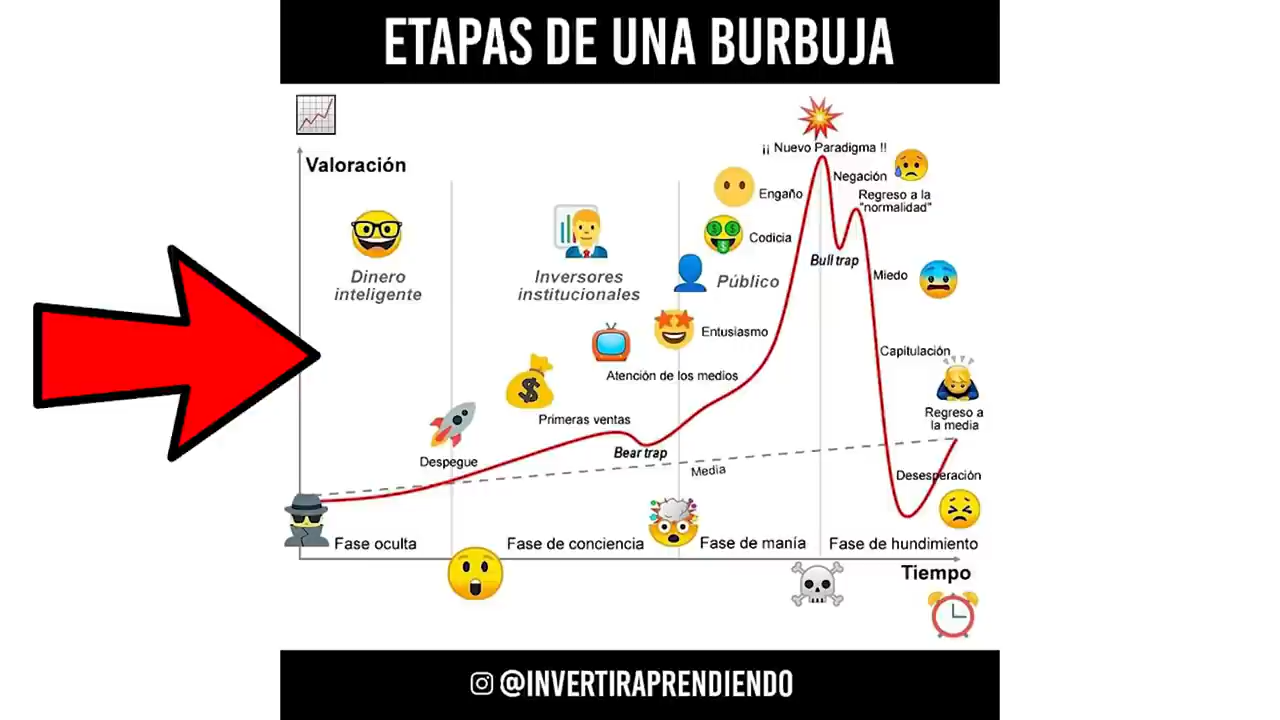 ETAPAS DE UNA BURBUJA
¡¡ Nuevo Paradigma !!
Valoración
Negación
Engaño
Regreso a la
"normalidad"
Codicia
Bull trap
Dinero
inteligente
Inversores
institucionales
Público
Miedo
Entusiasmo
Capitulación
Atención de los medios
Primeras ventas
Regreso a
la media
Bear trap
Despegue
Media
Desesperación
Fase oculta
Fase de conciencia
Fase de manía
Fase de hundimiento
Tiempo
@INVERTIRAPRENDIENDO